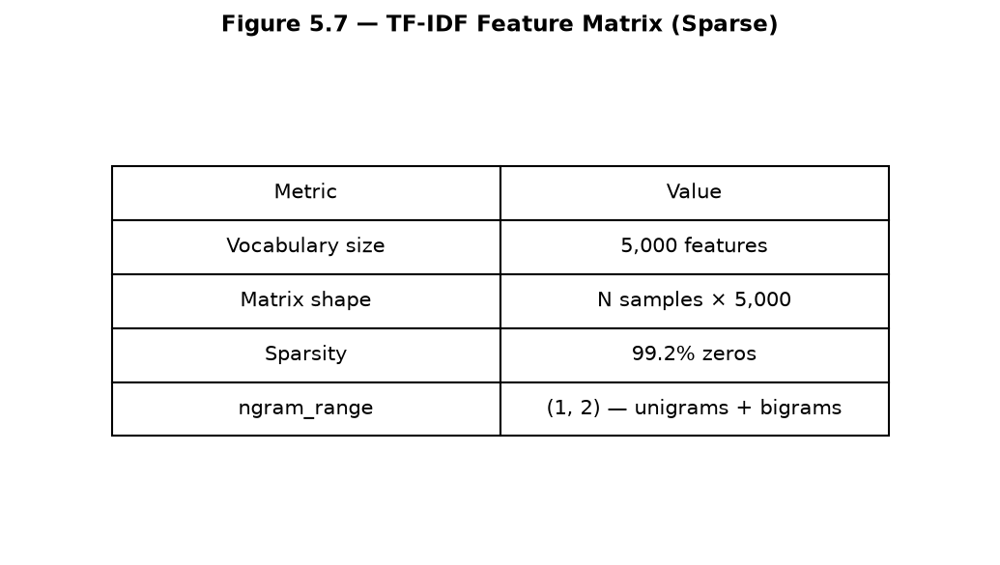 Figure 5.7 — TF-IDF Feature Matrix (Sparse)
Metric Value
Vocabulary size 5,000 features
Matrix shape N samples × 5,000
Sparsity 99.2% zeros
ngram_range (1, 2) — unigrams + bigrams